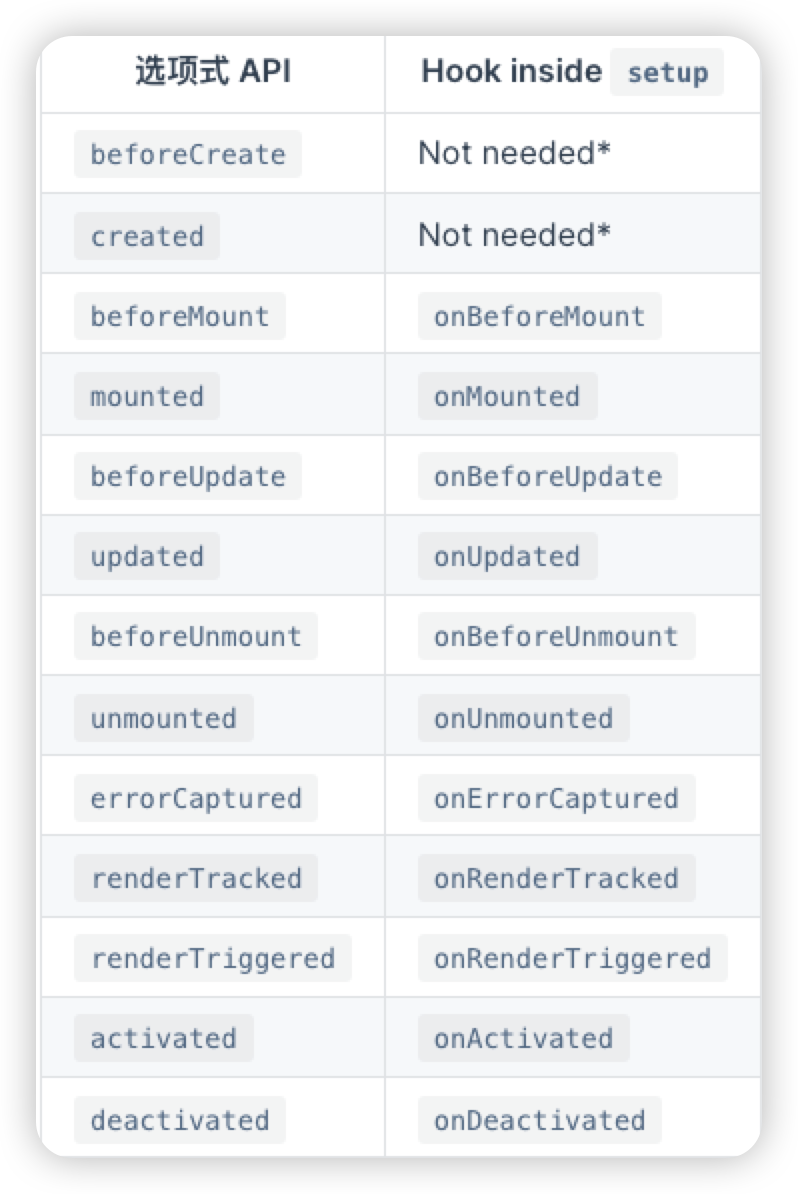 选项式 API Hook inside setup
beforeCreate Not needed*
created Not needed*
beforeMount onBeforeMount
mounted onMounted
beforeUpdate onBeforeUpdate
updated onUpdated
beforeUnmount onBeforeUnmount
unmounted onUnmounted
errorCaptured onErrorCaptured
renderTracked onRenderTracked
renderTriggered onRenderTriggered
activated onActivated
deactivated onDeactivated